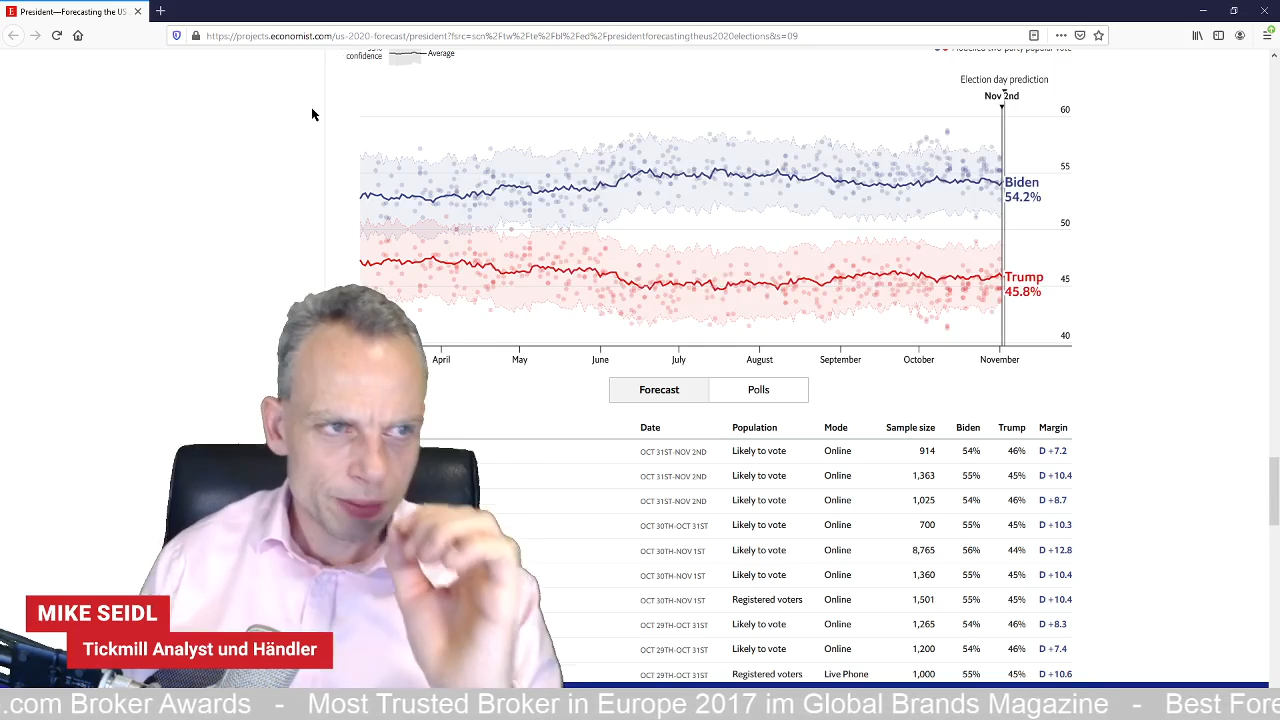 President—Forecasting the US
https://projects.economist.com/us-2020-forecast/president?fsrc=scn%2Ftw%2Fte%2Fbl%2Fed%2Fpresidentforecastingtheus2020elections&s=09
confidence
Average
Modelled two-party popular vote
Election day prediction
Nov 2nd
60
55
Biden
54.2%
50
Trump
45.8%
45
40
April May June July August September October November
Forecast Polls
Date Population Mode Sample size Biden Trump Margin
OCT 31ST-NOV 2ND Likely to vote Online 914 54% 46% D +7.2
OCT 31ST-NOV 2ND Likely to vote Online 1,363 55% 45% D +10.4
OCT 31ST-NOV 2ND Likely to vote Online 1,025 54% 46% D +8.7
OCT 30TH-OCT 31ST Likely to vote Online 700 55% 45% D +10.3
OCT 30TH-NOV 1ST Likely to vote Online 8,765 56% 44% D +12.8
OCT 30TH-NOV 1ST Likely to vote Online 1,360 55% 45% D +10.4
OCT 30TH-NOV 1ST Registered voters Online 1,501 55% 45% D +10.4
OCT 29TH-OCT 31ST Likely to vote Online 1,265 54% 46% D +8.3
OCT 29TH-OCT 31ST Likely to vote Online 1,200 54% 46% D +7.4
OCT 29TH-OCT 31ST Registered voters Live Phone 1,000 55% 45% D +10.6
MIKE SEIDL
Tickmill Analyst und Händler
.com Broker Awards - Most Trusted Broker in Europe 2017 im Global Brands Magazine - Best Fore